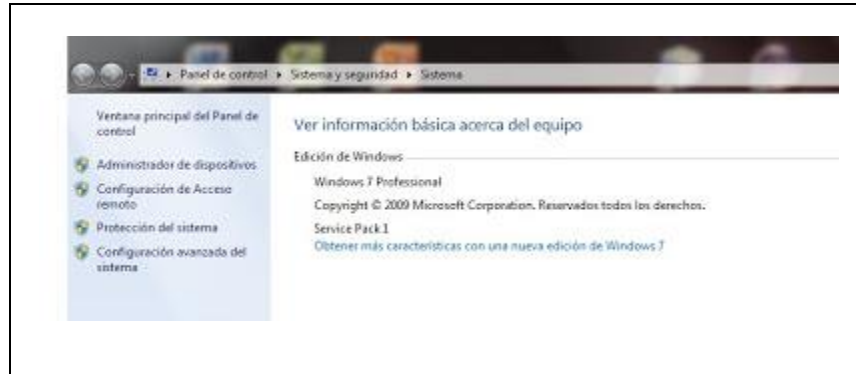 Panel de control ▸ Sistema y seguridad ▸ Sistema
Ventana principal del Panel de
control
Administrador de dispositivos
Configuración de Acceso
remoto
Protección del sistema
Configuración avanzada del
sistema
Ver información básica acerca del equipo
Edición de Windows
Windows 7 Professional
Copyright © 2009 Microsoft Corporation. Reservados todos los derechos.
Service Pack 1
Obtener más características con una nueva edición de Windows 7